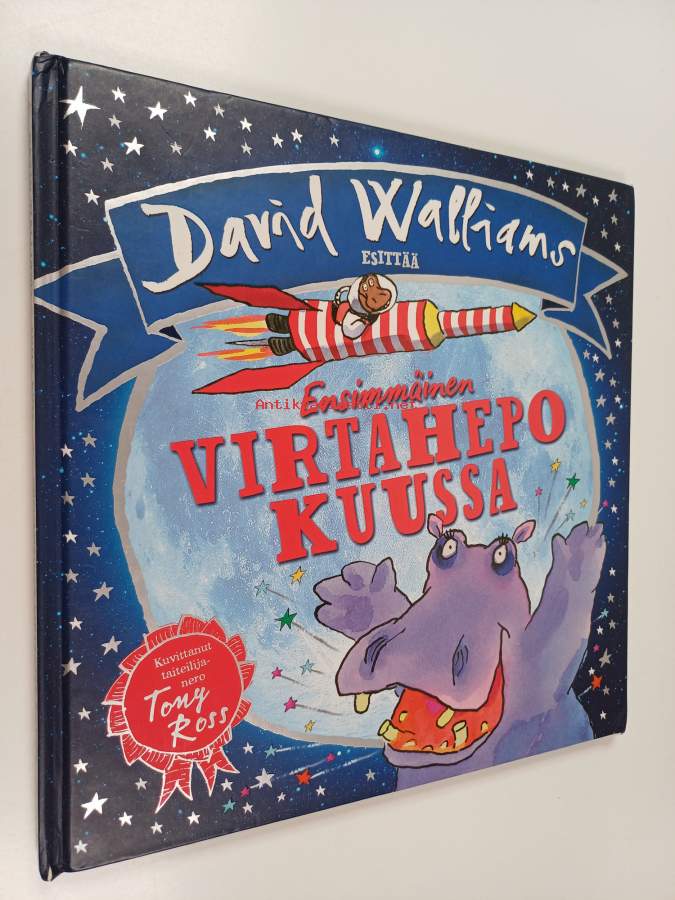 David Walliams
ESITTÄÄ
Ensimmäinen
VIRTAHEPO
KUUSSA
Kuvittanut
taiteilija-
nero
Tony
Ross